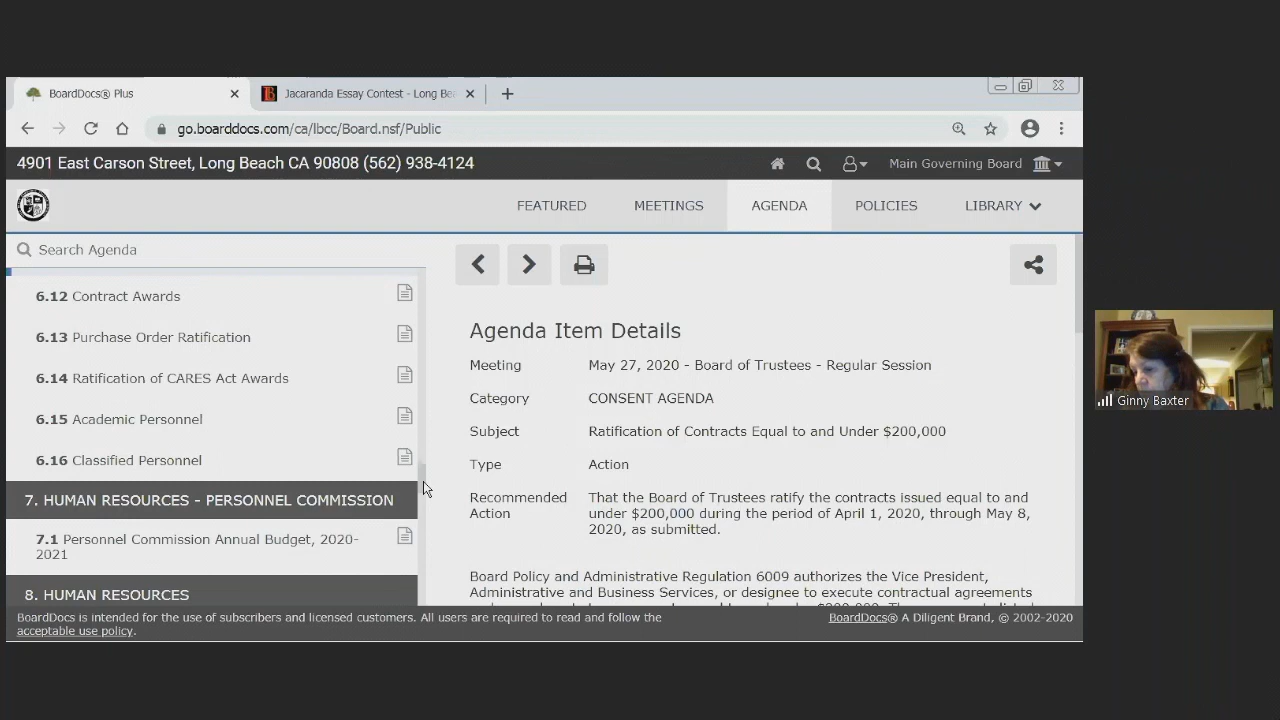 BoardDocs® Plus
Jacaranda Essay Contest - Long Be
go.boarddocs.com/ca/lbcc/Board.nsf/Public
4901 East Carson Street, Long Beach CA 90808 (562) 938-4124
Main Governing Board
FEATURED
MEETINGS
AGENDA
POLICIES
LIBRARY
Search Agenda
6.12 Contract Awards
6.13 Purchase Order Ratification
6.14 Ratification of CARES Act Awards
6.15 Academic Personnel
6.16 Classified Personnel
7. HUMAN RESOURCES - PERSONNEL COMMISSION
7.1 Personnel Commission Annual Budget, 2020-
2021
8. HUMAN RESOURCES
Agenda Item Details
Meeting May 27, 2020 - Board of Trustees - Regular Session
Category CONSENT AGENDA
Subject Ratification of Contracts Equal to and Under $200,000
Type Action
Recommended That the Board of Trustees ratify the contracts issued equal to and
Action under $200,000 during the period of April 1, 2020, through May 8,
2020, as submitted.
Board Policy and Administrative Regulation 6009 authorizes the Vice President,
Administrative and Business Services, or designee to execute contractual agreements
BoardDocs is intended for the use of subscribers and licensed customers. All users are required to read and follow the
acceptable use policy.
BoardDocs® A Diligent Brand, © 2002-2020
Ginny Baxter